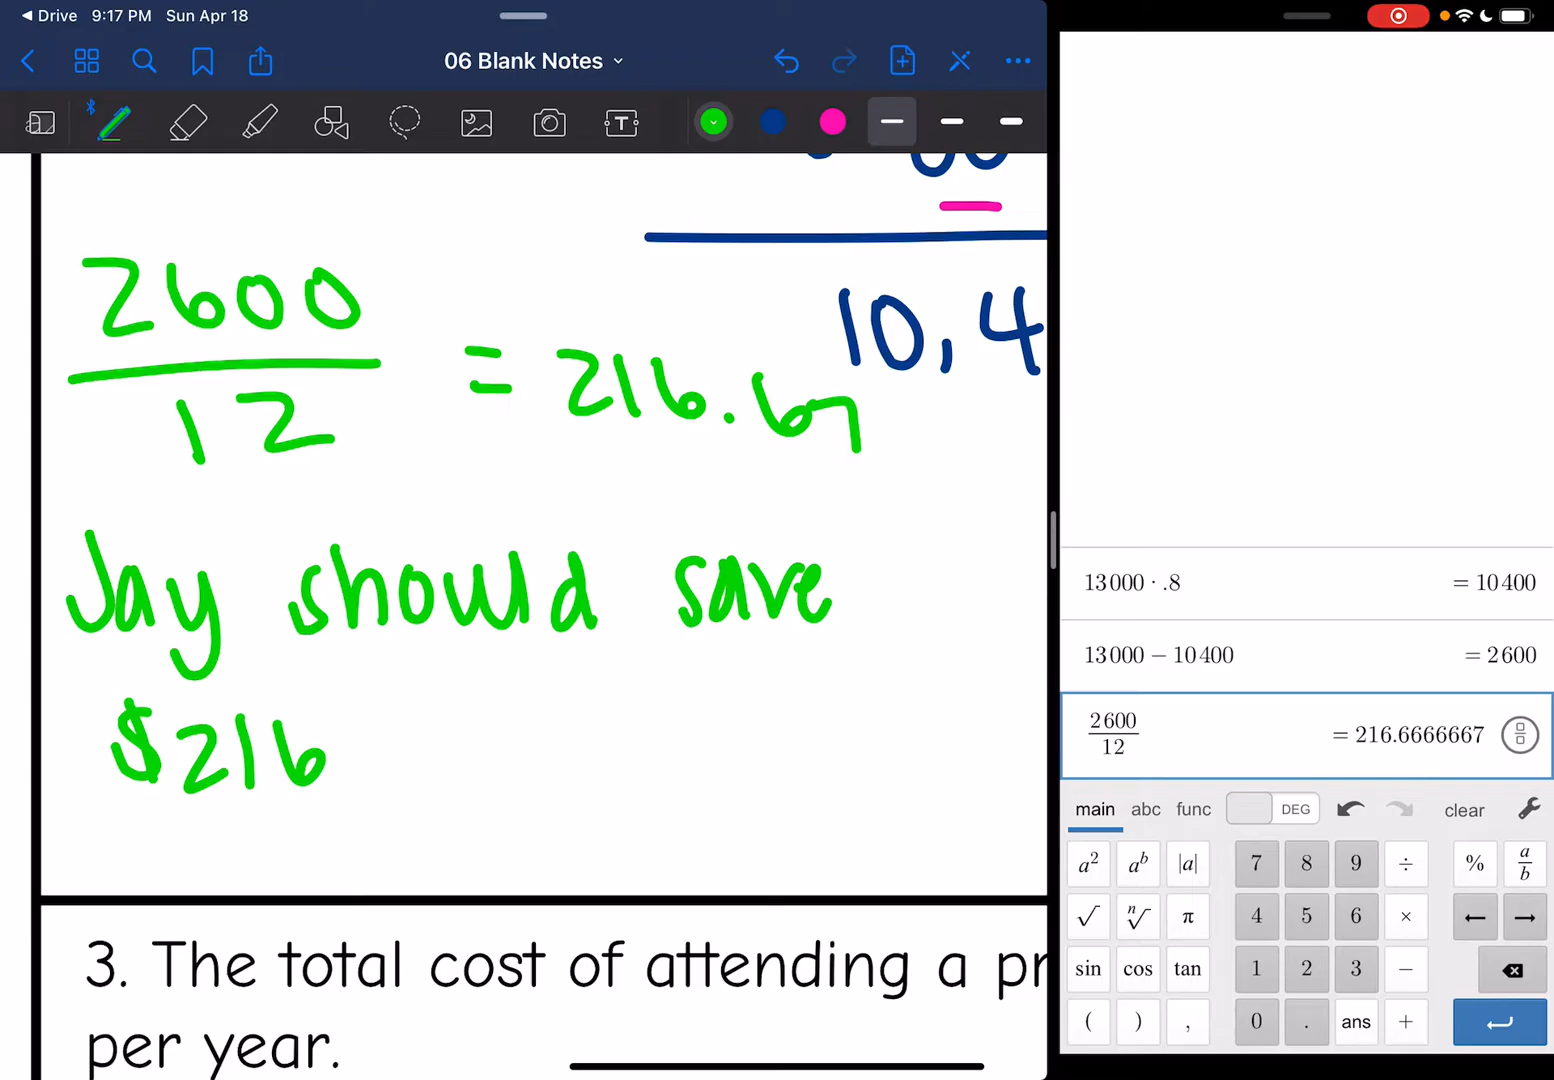 Drive 9:17 PM Sun Apr 18
06 Blank Notes
T
10,4
2600
12
= 216.67
Jay should save
$216
3. The total cost of attending a pr
per year.
13000 · .8 = 10400
13000 − 10400 = 2600
2600
12
= 216.6666667
main abc func DEG clear
a² aᵇ |a| 7 8 9 ÷ % a/b
√ ⁿ√ π 4 5 6 × ← →
sin cos tan 1 2 3 −
( ) , 0 . ans +